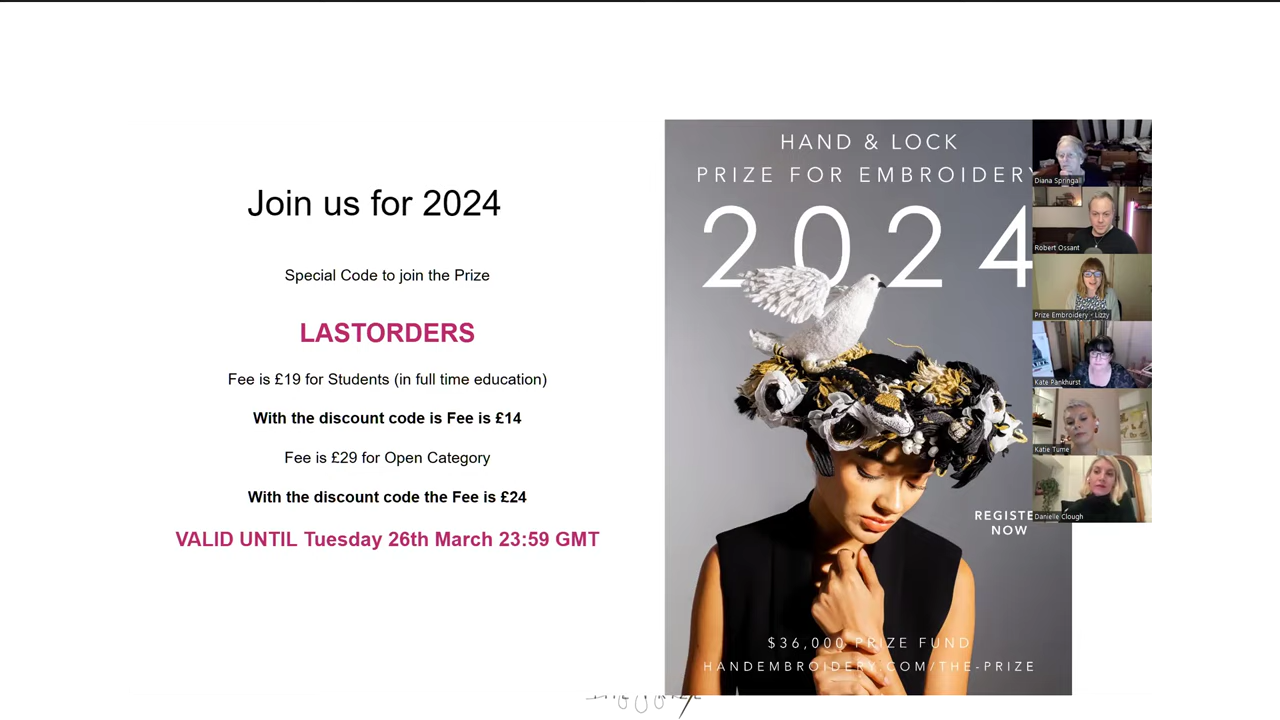 Join us for 2024
Special Code to join the Prize
LASTORDERS
Fee is £19 for Students (in full time education)
With the discount code is Fee is £14
Fee is £29 for Open Category
With the discount code the Fee is £24
VALID UNTIL Tuesday 26th March 23:59 GMT
HAND & LOCK
PRIZE FOR EMBROIDERY
2024
REGISTE
NOW
$36,000 PRIZE FUND
HANDEMBROIDERY.COM/THE-PRIZE
Diana Springall
Robert Ossant
Prize Embroidery - Lizzy
Kate Pankhurst
Katie Tume
Danielle Clough